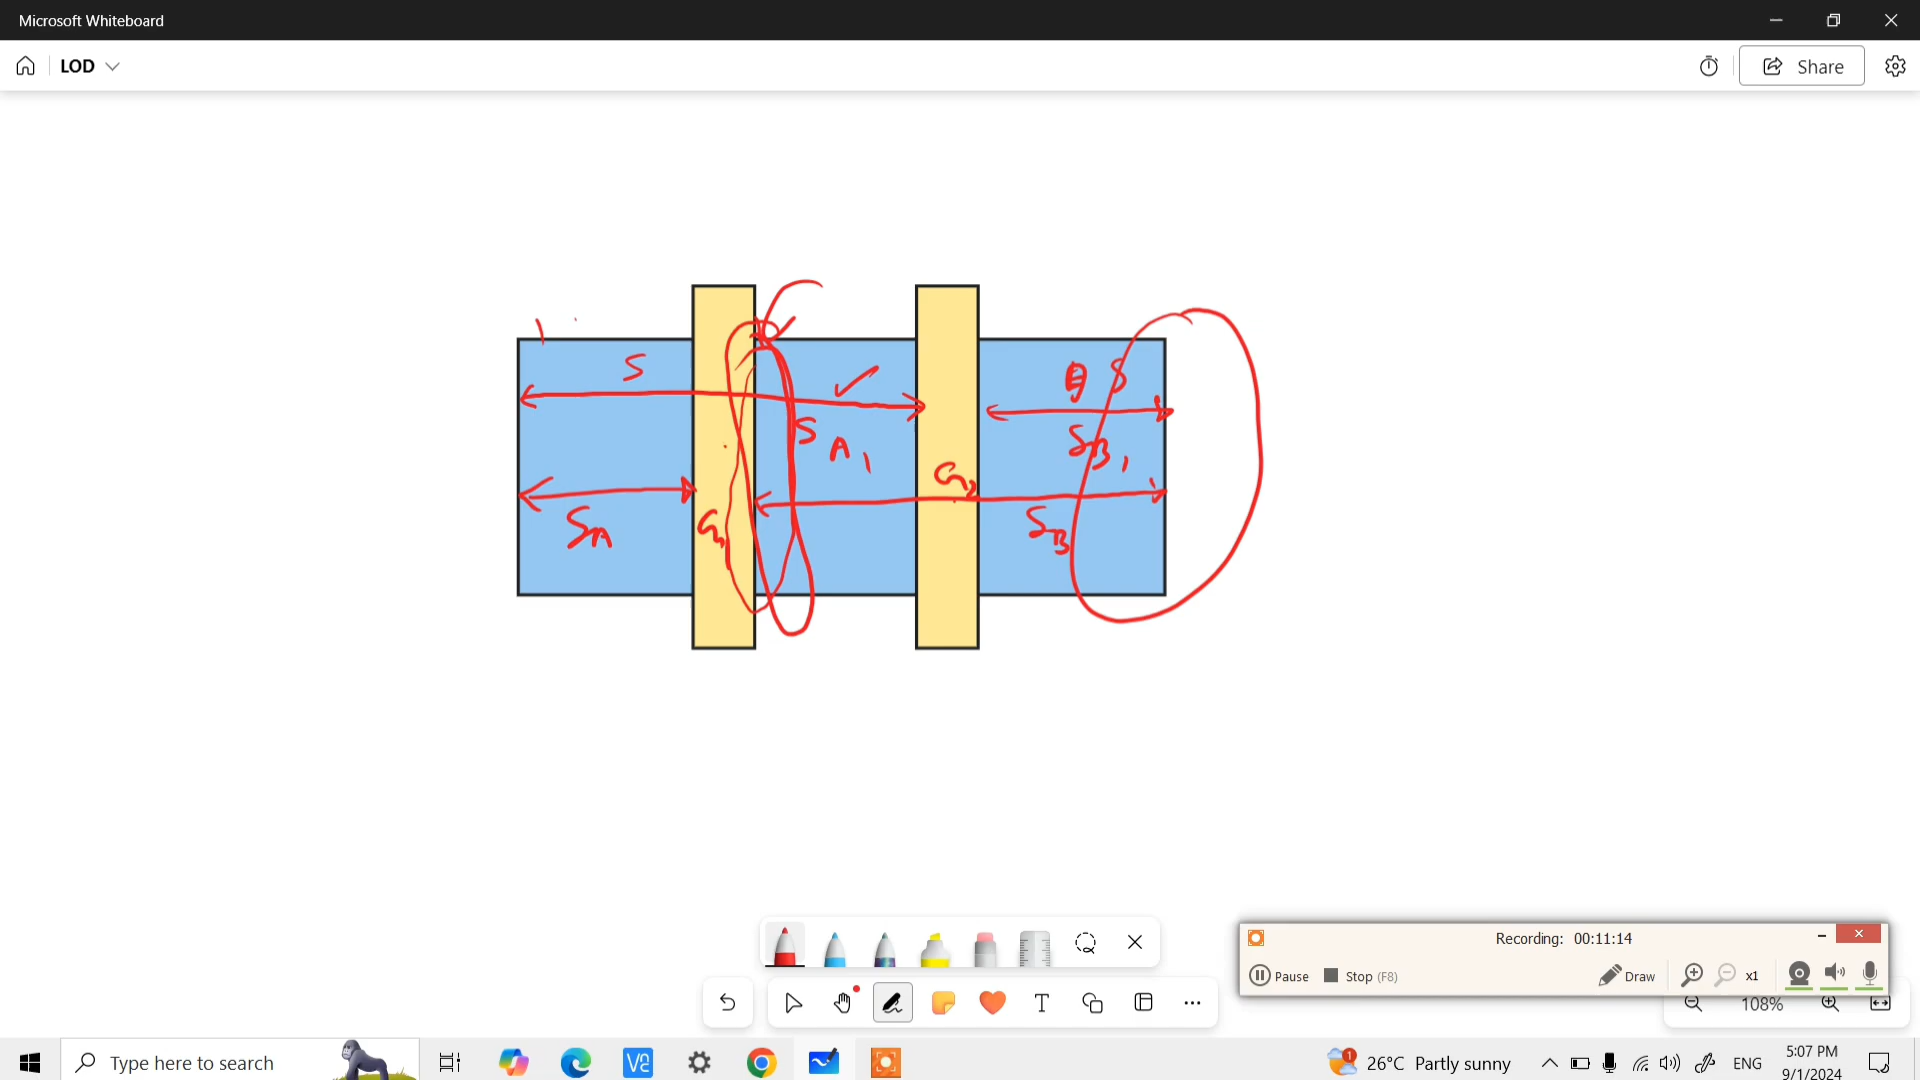 Microsoft Whiteboard
LOD
Share
S
S
SA1
SB1
G2
SA
G1
SB
Recording: 00:11:14
Pause
Stop (F8)
Draw
x1
T
108%
Type here to search
1
26°C Partly sunny
ENG
5:07 PM
9/1/2024